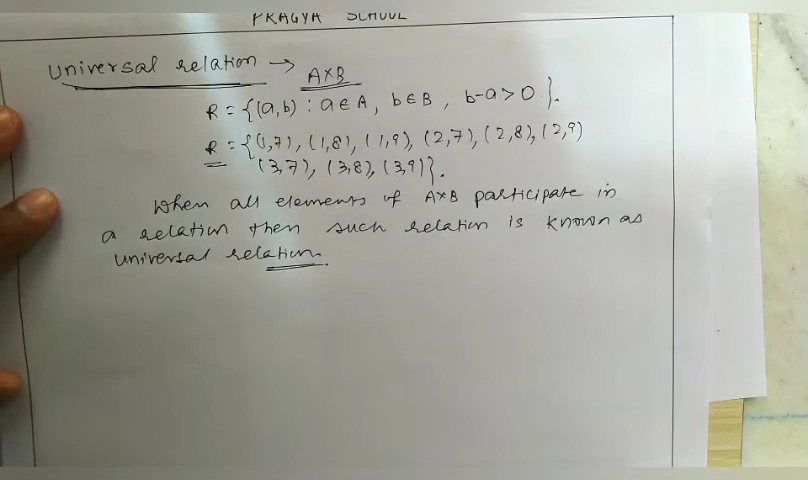 PRAGYA SCHOOL
Universal relation → A×B
R = {(a,b) : a∈A, b∈B, b-a>0}.
R = {(1,7), (1,8), (1,9), (2,7), (2,8), (2,9)
(3,7), (3,8), (3,9)}.
When all elements of A×B participate in
a relation then such relation is known as
universal relation.